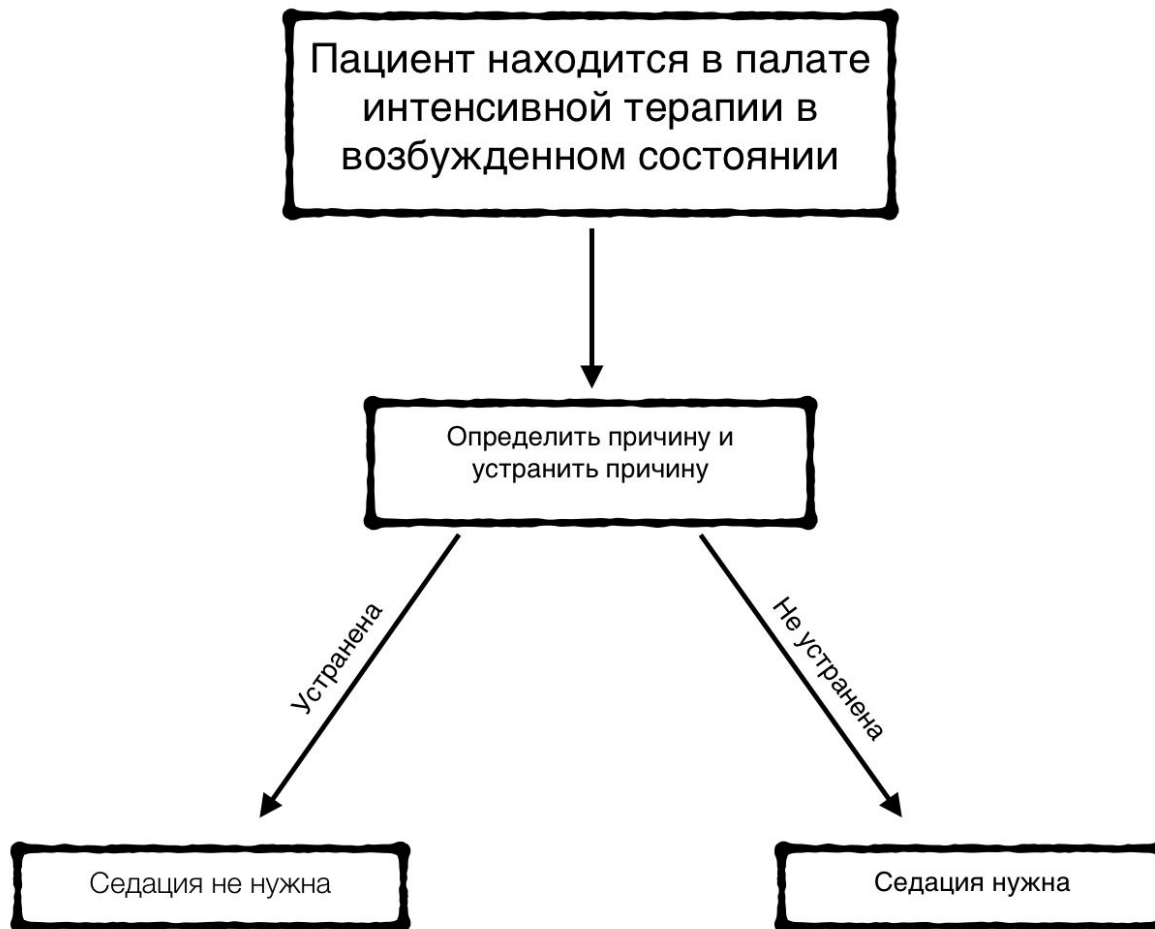 Пациент находится в палате
интенсивной терапии в
возбужденном состоянии
Определить причину и
устранить причину
Устранена
Не устранена
Седация не нужна
Седация нужна